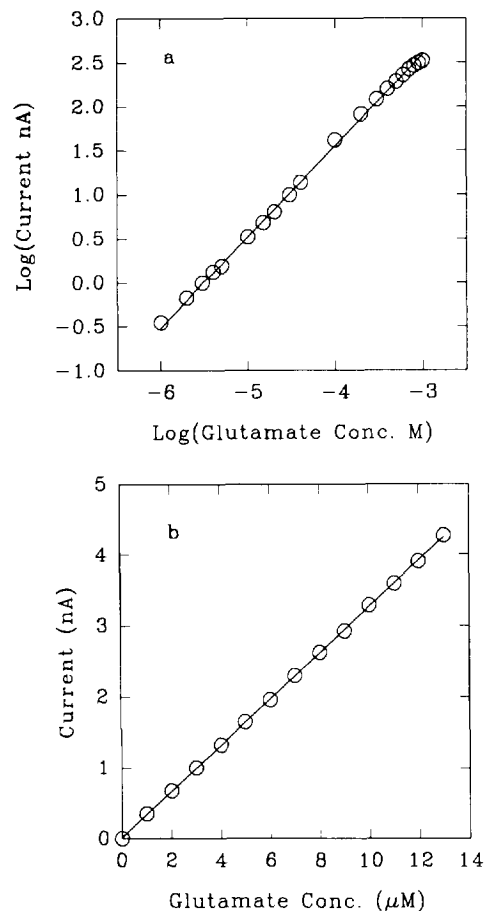 a
Log(Current nA)
3.0
2.5
2.0
1.5
1.0
0.5
0.0
−0.5
−1.0
−6 −5 −4 −3
Log(Glutamate Conc. M)
b
Current (nA)
5
4
3
2
1
0
0 2 4 6 8 10 12 14
Glutamate Conc. (μM)